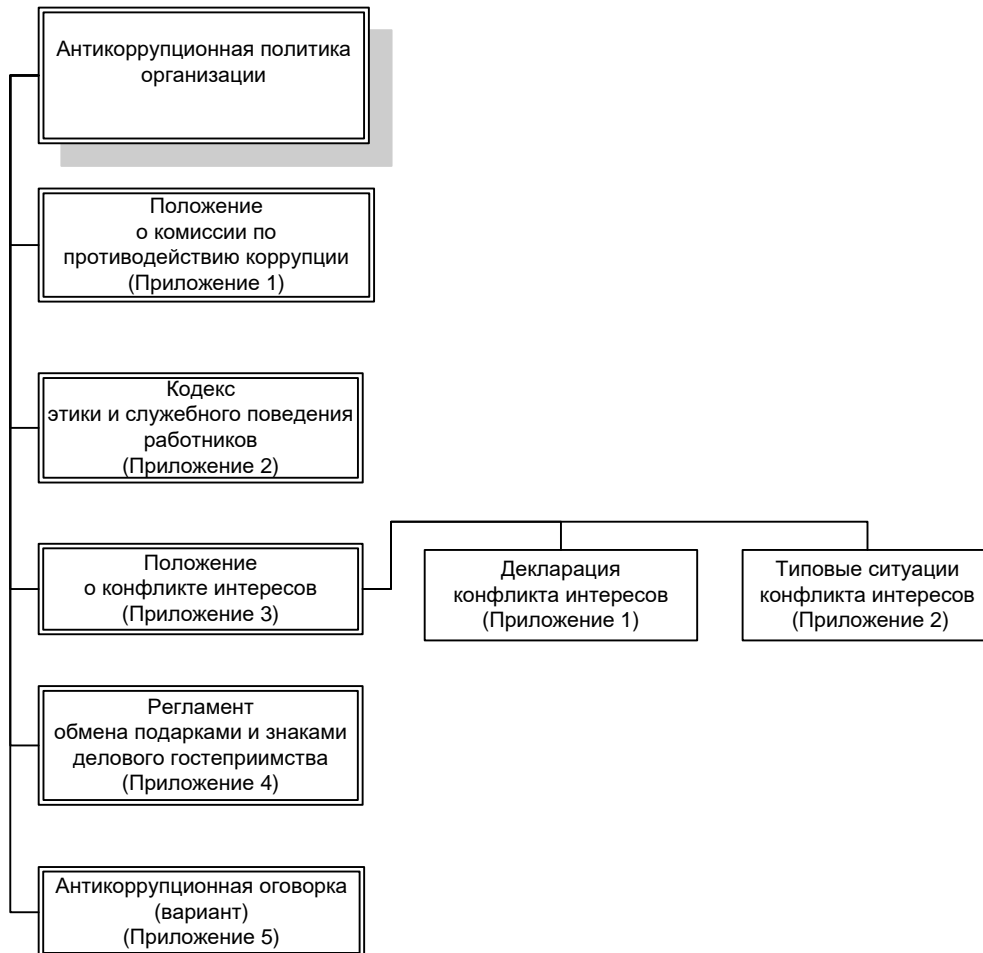 Антикоррупционная политика
организации
Положение
о комиссии по
противодействию коррупции
(Приложение 1)
Кодекс
этики и служебного поведения
работников
(Приложение 2)
Положение
о конфликте интересов
(Приложение 3)
Декларация
конфликта интересов
(Приложение 1)
Типовые ситуации
конфликта интересов
(Приложение 2)
Регламент
обмена подарками и знаками
делового гостеприимства
(Приложение 4)
Антикоррупционная оговорка
(вариант)
(Приложение 5)